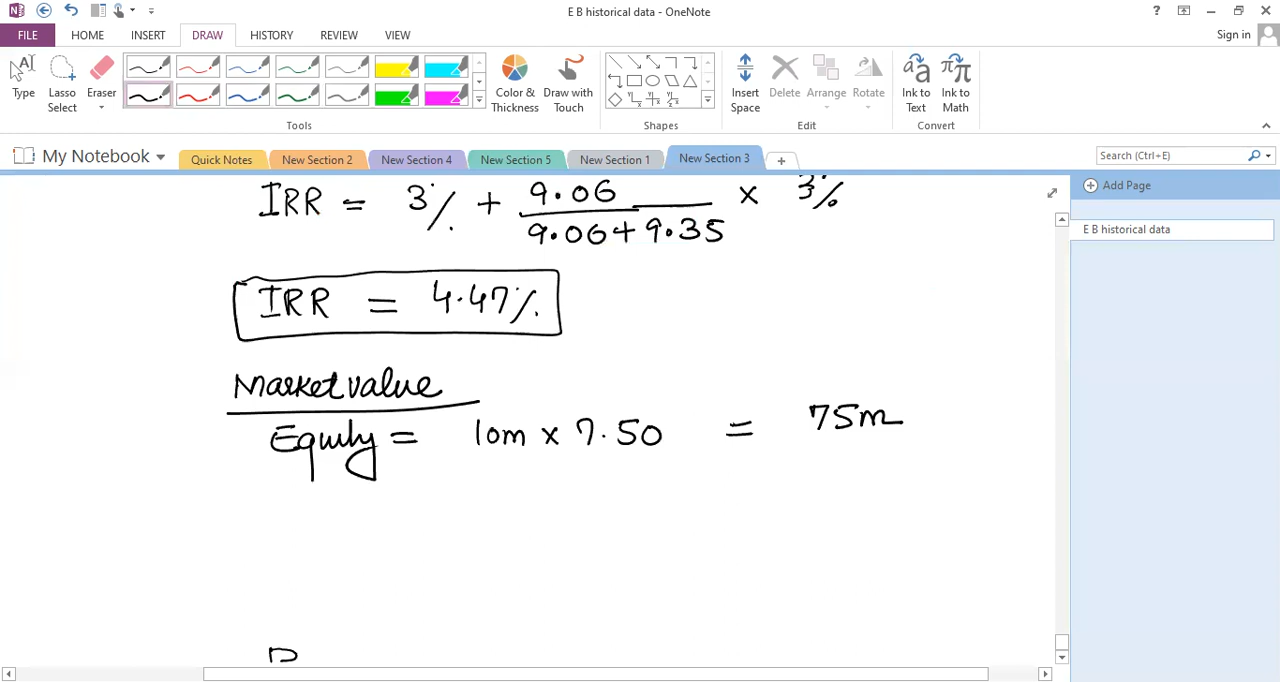 E B historical data - OneNote
?
FILE HOME INSERT DRAW HISTORY REVIEW VIEW
Sign in
Type
Lasso Select
Eraser
Color & Thickness
Draw with Touch
Insert Space
Delete
Arrange
Rotate
Ink to Text
Ink to Math
Tools
Shapes
Edit
Convert
My Notebook
Quick Notes
New Section 2
New Section 4
New Section 5
New Section 1
New Section 3
Search (Ctrl+E)
Add Page
E B historical data
IRR = 3% + 9.06 / 9.06+9.35 x 3%
IRR = 4.47%
Market value
Equity = 10m x 7.50 = 75m